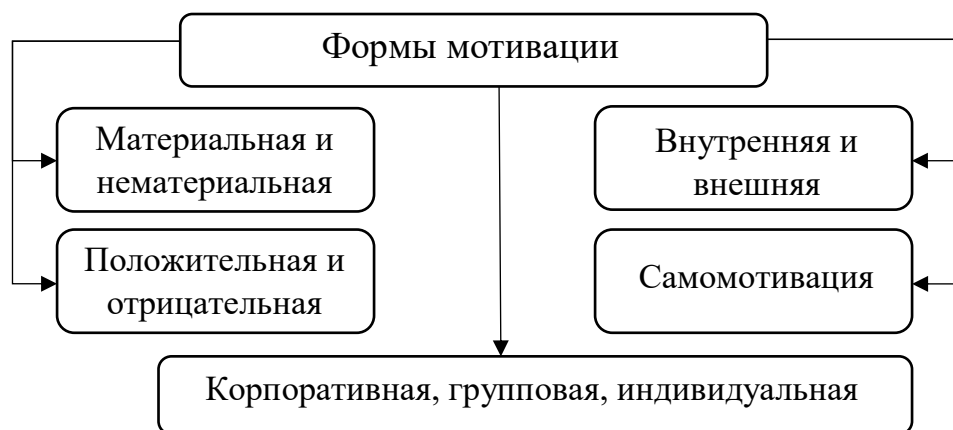 Формы мотивации
Материальная и
нематериальная
Внутренняя и
внешняя
Положительная и
отрицательная
Самомотивация
Корпоративная, групповая, индивидуальная